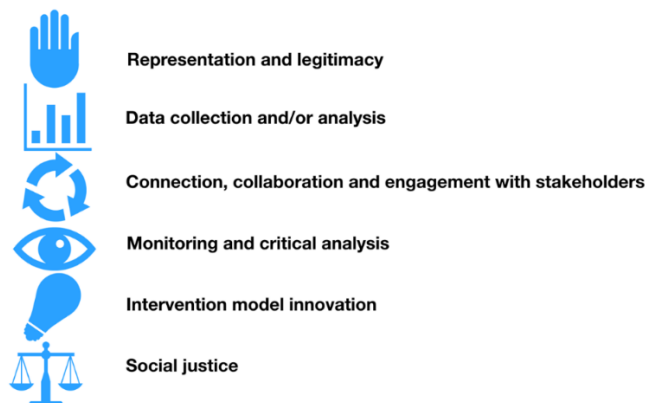 Representation and legitimacy
Data collection and/or analysis
Connection, collaboration and engagement with stakeholders
Monitoring and critical analysis
Intervention model innovation
Social justice